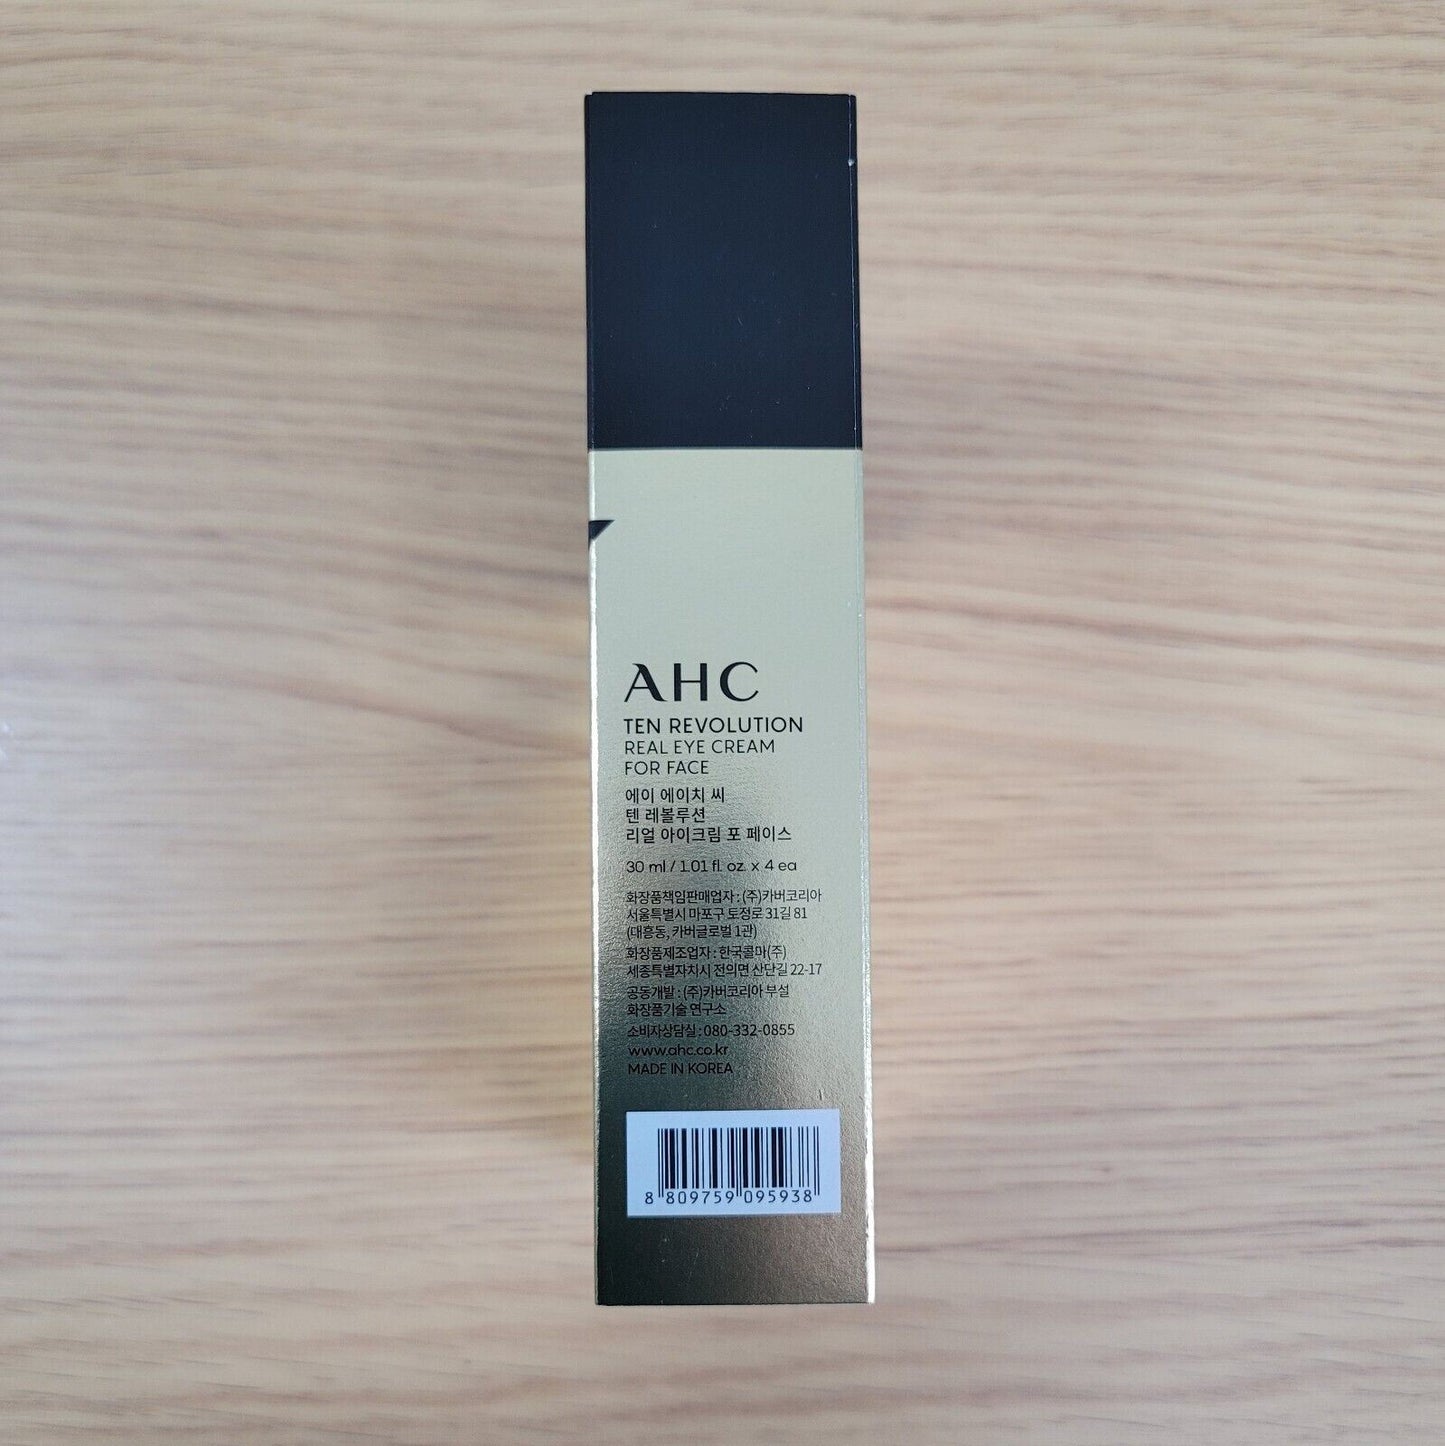 AHC
TEN REVOLUTION
REAL EYE CREAM
FOR FACE
에이 에이치 씨
텐 레볼루션
리얼 아이크림 포 페이스
30 ml / 1.01 fl. oz. x 4 ea
화장품책임판매업자 : (주)카버코리아
서울특별시 마포구 토정로 31길 81
(대흥동, 카버글로벌 1관)
화장품제조업자 : 한국콜마(주)
세종특별자치시 전의면 산단길 22-17
공동개발 : (주)카버코리아 부설
화장품기술 연구소
소비자상담실 : 080-332-0855
www.ahc.co.kr
MADE IN KOREA
8 809759 095938